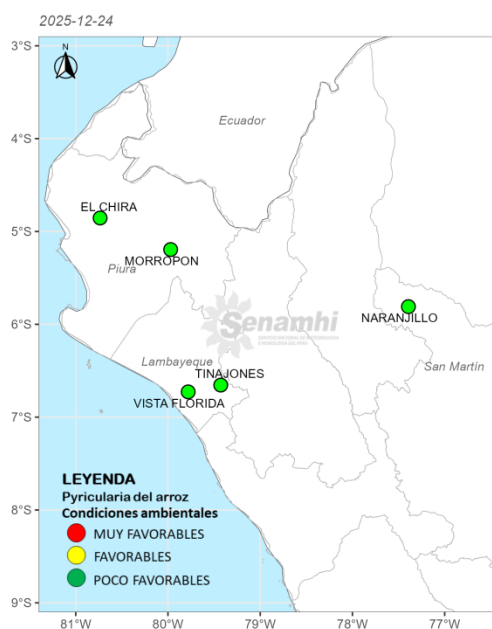 2025-12-24
3°S
N
Ecuador
4°S
EL CHIRA
5°S
MORROPON
Piura
NARANJILLO
6°S
Senamhi
Lambayeque
TINAJONES
San Martín
VISTA FLORIDA
7°S
LEYENDA
Pyricularia del arroz
Condiciones ambientales
MUY FAVORABLES
FAVORABLES
POCO FAVORABLES
8°S
9°S
81°W 80°W 79°W 78°W 77°W